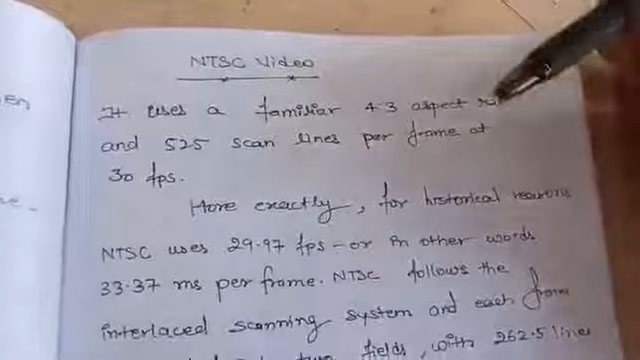 NTSC Video
It uses a familiar 4:3 aspect
and 525 scan lines per frame at
30 fps.
More exactly, for historical reasons
NTSC uses 29.97 fps - or in other words
33.37 ms per frame. NTSC follows the
interlaced scanning system and each frame
two fields, with 262.5 lines